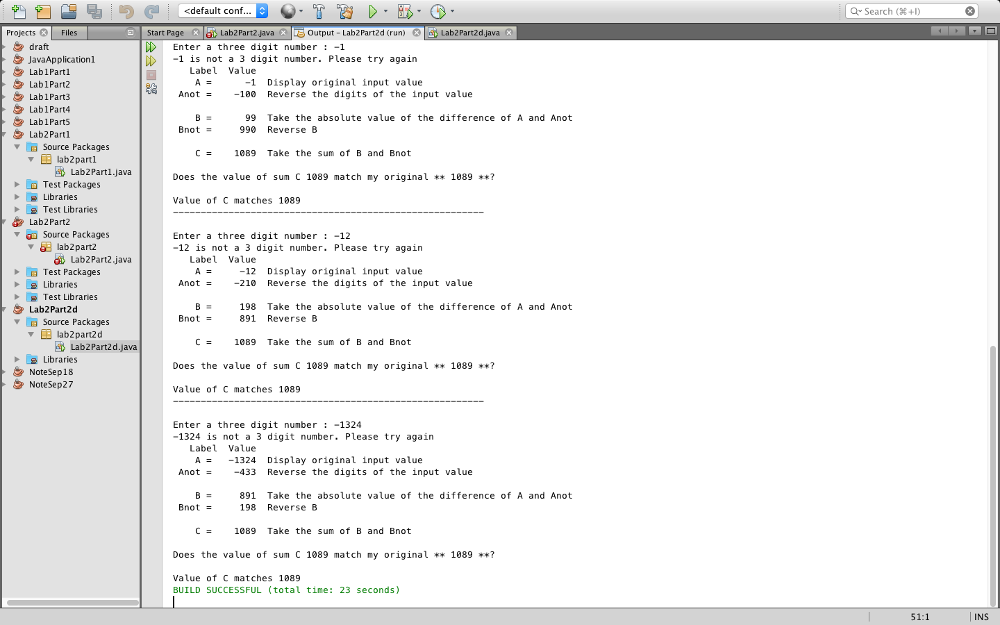 <default conf...
Search (⌘+I)
Projects
Files
Start Page
Lab2Part2.java
Output – Lab2Part2d (run)
Lab2Part2d.java
draft
JavaApplication1
Lab1Part1
Lab1Part2
Lab1Part3
Lab1Part4
Lab1Part5
Lab2Part1
Source Packages
lab2part1
Lab2Part1.java
Test Packages
Libraries
Test Libraries
Lab2Part2
Source Packages
lab2part2
Lab2Part2.java
Test Packages
Libraries
Test Libraries
Lab2Part2d
Source Packages
lab2part2d
Lab2Part2d.java
Libraries
NoteSep18
NoteSep27
Enter a three digit number : -1
-1 is not a 3 digit number. Please try again
Label Value
A = -1 Display original input value
Anot = -100 Reverse the digits of the input value
B = 99 Take the absolute value of the difference of A and Anot
Bnot = 990 Reverse B
C = 1089 Take the sum of B and Bnot
Does the value of sum C 1089 match my original ** 1089 **?
Value of C matches 1089
--------------------------------------------------------
Enter a three digit number : -12
-12 is not a 3 digit number. Please try again
Label Value
A = -12 Display original input value
Anot = -210 Reverse the digits of the input value
B = 198 Take the absolute value of the difference of A and Anot
Bnot = 891 Reverse B
C = 1089 Take the sum of B and Bnot
Does the value of sum C 1089 match my original ** 1089 **?
Value of C matches 1089
--------------------------------------------------------
Enter a three digit number : -1324
-1324 is not a 3 digit number. Please try again
Label Value
A = -1324 Display original input value
Anot = -433 Reverse the digits of the input value
B = 891 Take the absolute value of the difference of A and Anot
Bnot = 198 Reverse B
C = 1089 Take the sum of B and Bnot
Does the value of sum C 1089 match my original ** 1089 **?
Value of C matches 1089
BUILD SUCCESSFUL (total time: 23 seconds)
51:1
INS